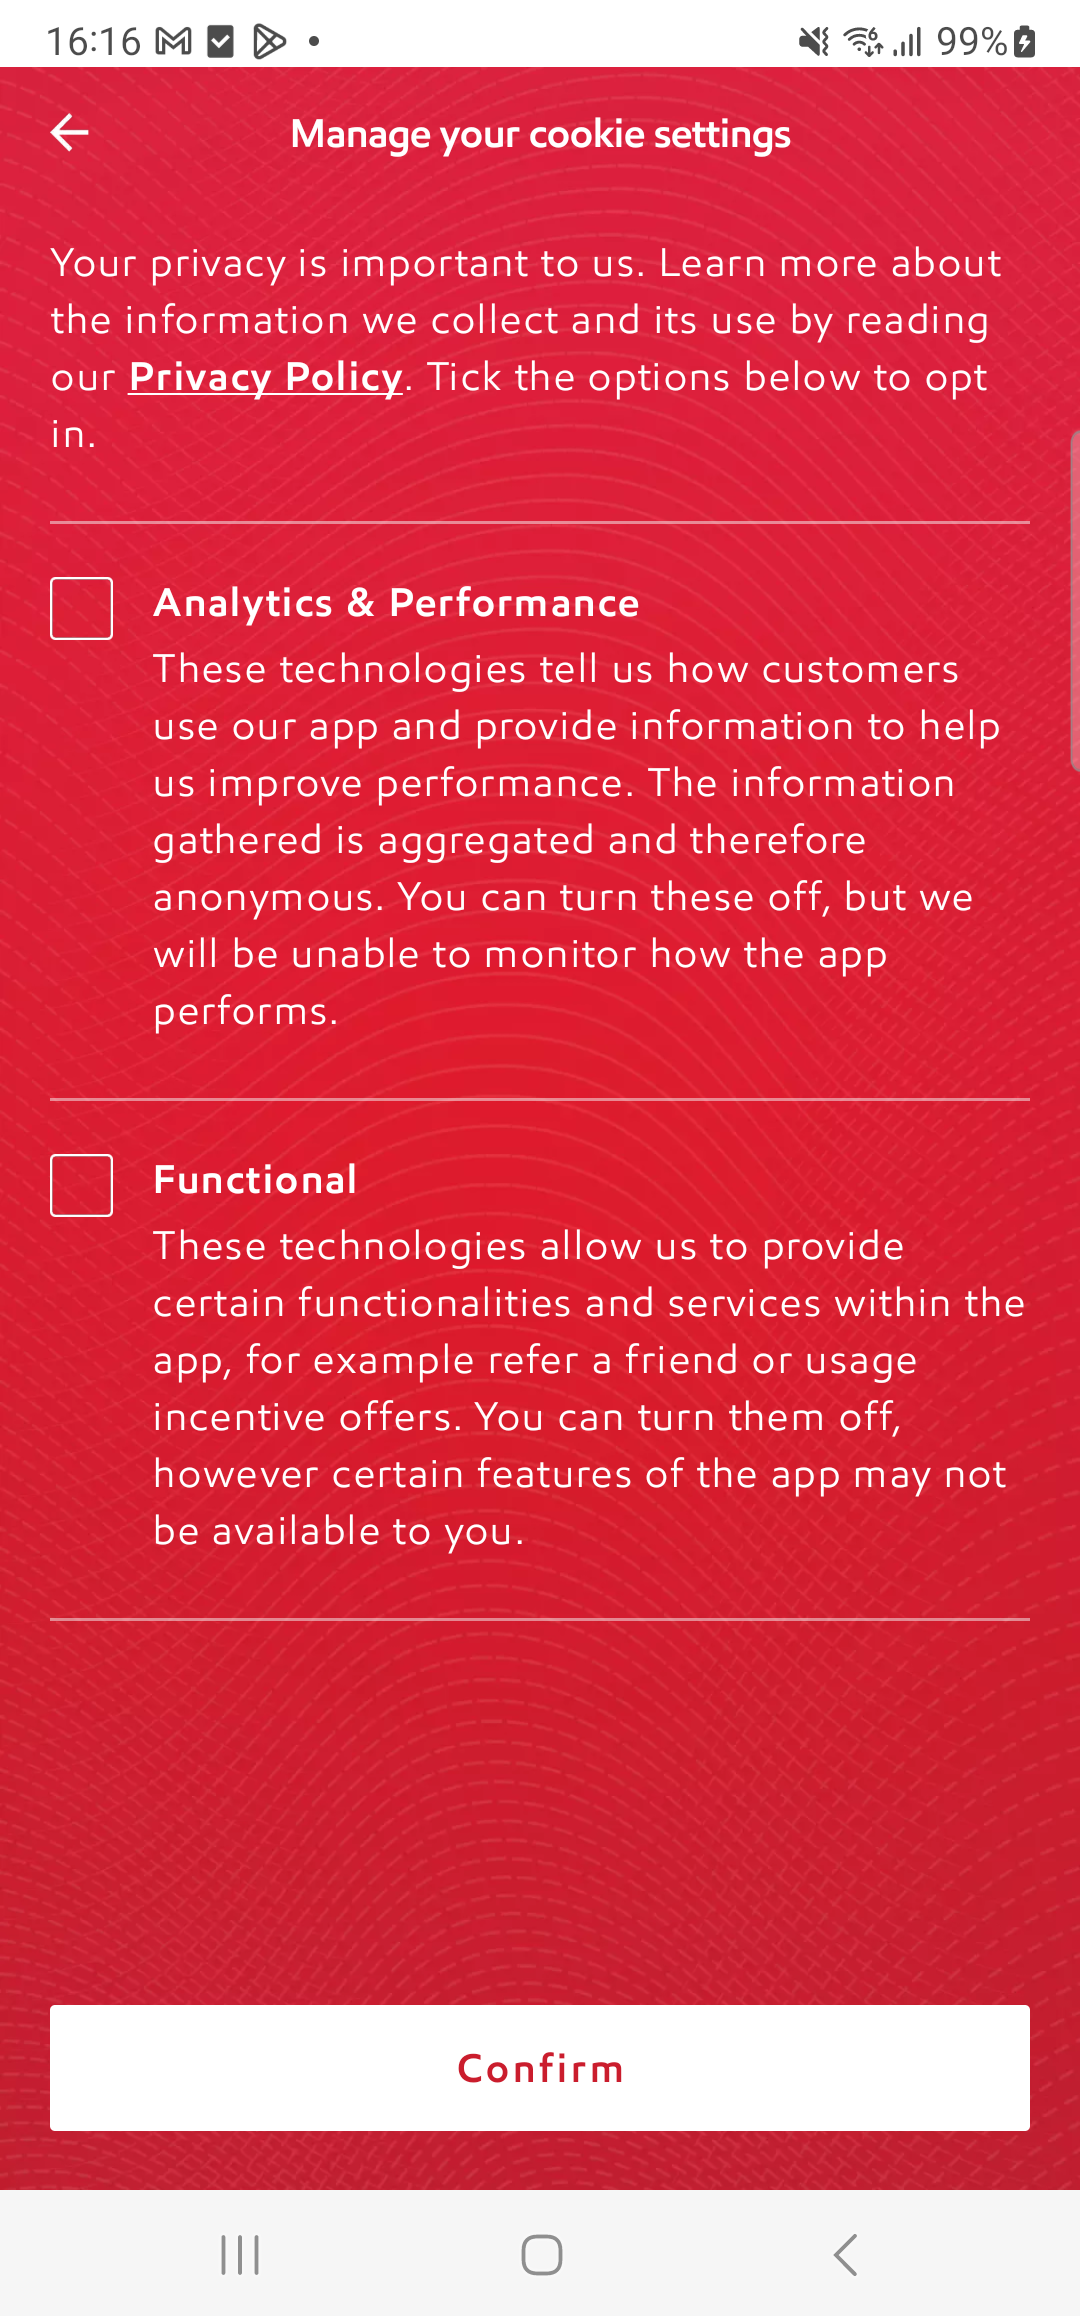 16:16
99%
Manage your cookie settings
Your privacy is important to us. Learn more about
the information we collect and its use by reading
our Privacy Policy. Tick the options below to opt
in.
Analytics & Performance
These technologies tell us how customers
use our app and provide information to help
us improve performance. The information
gathered is aggregated and therefore
anonymous. You can turn these off, but we
will be unable to monitor how the app
performs.
Functional
These technologies allow us to provide
certain functionalities and services within the
app, for example refer a friend or usage
incentive offers. You can turn them off,
however certain features of the app may not
be available to you.
Confirm